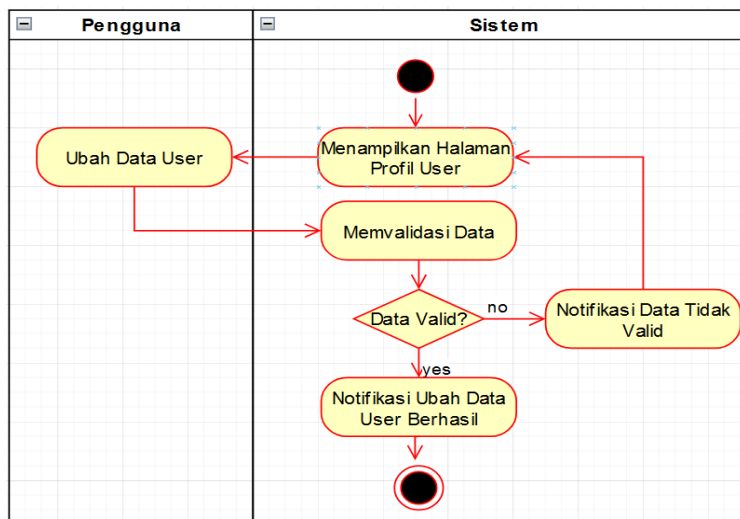 Pengguna
Sistem
Menampilkan Halaman
Profil User
Ubah Data User
Memvalidasi Data
Data Valid?
no
Notifikasi Data Tidak
Valid
yes
Notifikasi Ubah Data
User Berhasil